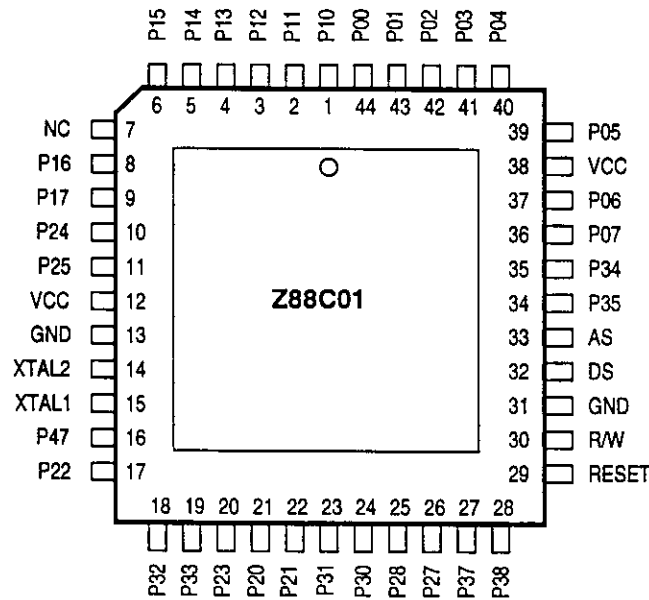 P15 P14 P13 P12 P11 P10 P00 P01 P02 P03 P04
6 5 4 3 2 1 44 43 42 41 40
NC 7 39 P05
P16 8 38 VCC
P17 9 37 P06
P24 10 36 P07
P25 11 35 P34
VCC 12 Z88C01 34 P35
GND 13 33 AS
XTAL2 14 32 DS
XTAL1 15 31 GND
P47 16 30 R/W
P22 17 29 RESET
18 19 20 21 22 23 24 25 26 27 28
P32 P33 P23 P20 P21 P31 P30 P28 P27 P37 P38